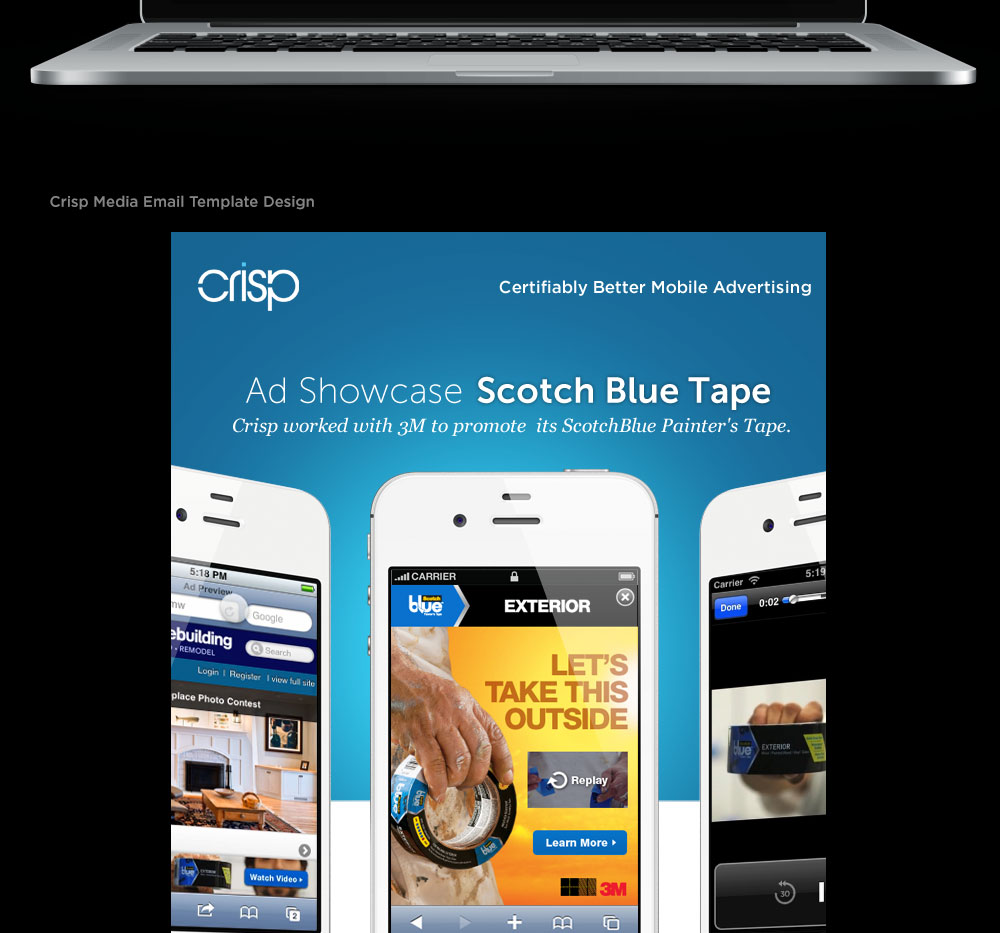 Crisp Media Email Template Design
crisp
Certifiably Better Mobile Advertising
Ad Showcase Scotch Blue Tape
Crisp worked with 3M to promote its ScotchBlue Painter's Tape.
5:18 PM
Ad Preview
mw
Google
ebuilding
• REMODEL
Search
Login | Register | view full site
place Photo Contest
Watch Video
2
CARRIER
Scotch
blue
EXTERIOR
LET'S
TAKE THIS
OUTSIDE
Replay
Learn More
3M
Carrier
5:19
Done
0:02
blue
EXTERIOR
30